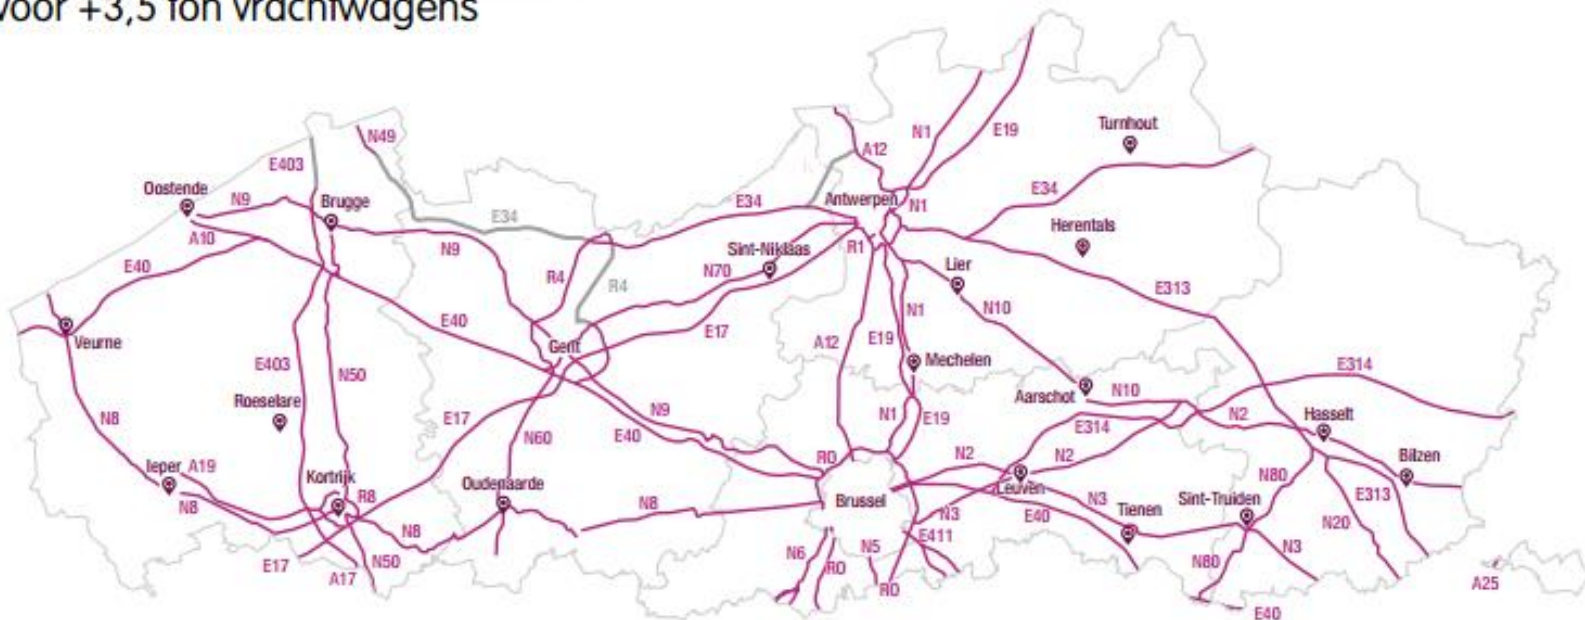 voor +3,5 ton vrachtwagens
N49
N1
E19
Turnhout
A12
E403
Oostende
N9
Brugge
E34
Antwerpen
N1
E34
E34
Herentals
A10
N9
Sint-Niklaas
R1
E40
R4
N70
R4
Lier
E313
N10
E40
E17
N1
Veurne
Gent
A12
E19
Mechelen
E403
N50
E314
Aarschot
N10
Roeselare
N8
E17
N9
N1
E19
N2
Hasselt
E40
N60
E314
Ieper
A19
Kortrijk
R0
N2
N2
Bilzen
Oudenaarde
N80
R8
Brussel
Leuven
N3
Tienen
Sint-Truiden
E313
N8
N8
N3
E40
N20
N8
E411
N6
N5
N3
E17
A17
N50
R0
R0
N80
A25
E40